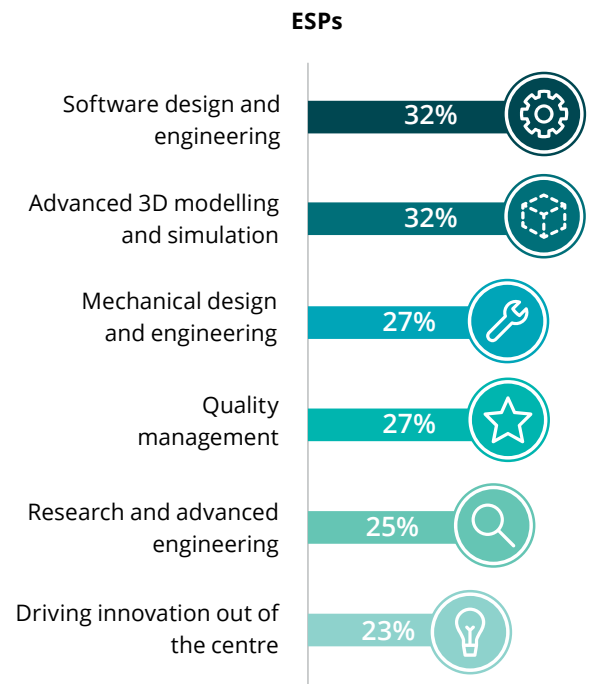 ESPs
Software design and
engineering
32%
Advanced 3D modelling
and simulation
32%
Mechanical design
and engineering
27%
Quality
management
27%
Research and advanced
engineering
25%
Driving innovation out of
the centre
23%